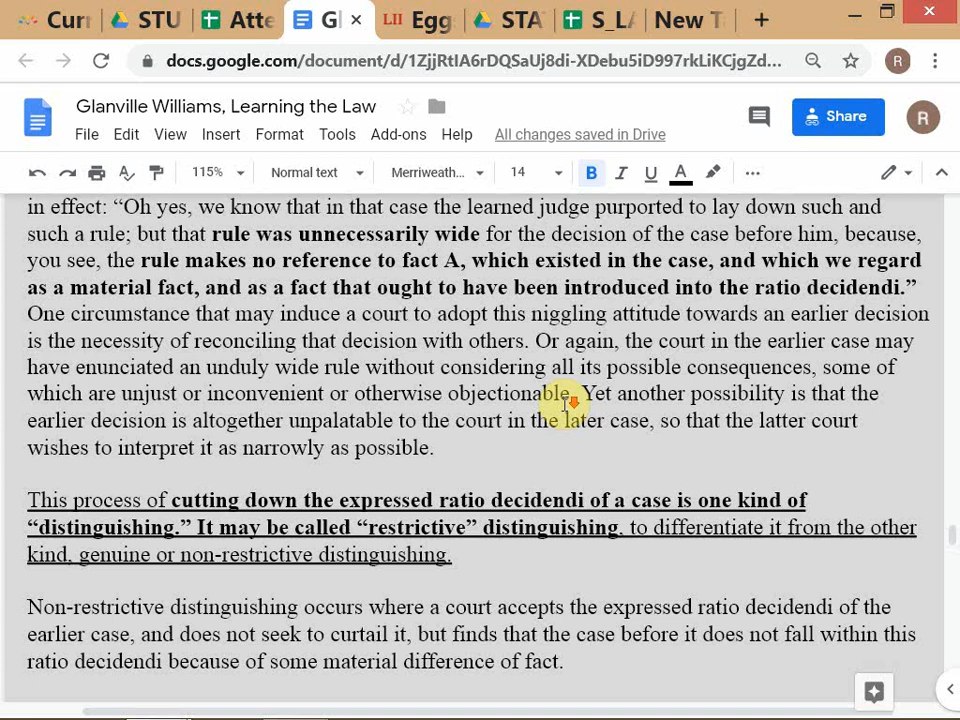 Curr
STU
Atte
Gl
LII Egg
STA
S_LA
New T
docs.google.com/document/d/1ZjjRtIA6rDQSaUj8di-XDebu5iD997rkLiKCjgZd...
R
Glanville Williams, Learning the Law
File Edit View Insert Format Tools Add-ons Help All changes saved in Drive
Share
R
115% Normal text Merriweath... 14 B I U A
in effect: “Oh yes, we know that in that case the learned judge purported to lay down such and
such a rule; but that rule was unnecessarily wide for the decision of the case before him, because,
you see, the rule makes no reference to fact A, which existed in the case, and which we regard
as a material fact, and as a fact that ought to have been introduced into the ratio decidendi.”
One circumstance that may induce a court to adopt this niggling attitude towards an earlier decision
is the necessity of reconciling that decision with others. Or again, the court in the earlier case may
have enunciated an unduly wide rule without considering all its possible consequences, some of
which are unjust or inconvenient or otherwise objectionable. Yet another possibility is that the
earlier decision is altogether unpalatable to the court in the later case, so that the latter court
wishes to interpret it as narrowly as possible.
This process of cutting down the expressed ratio decidendi of a case is one kind of
“distinguishing.” It may be called “restrictive” distinguishing, to differentiate it from the other
kind, genuine or non-restrictive distinguishing.
Non-restrictive distinguishing occurs where a court accepts the expressed ratio decidendi of the
earlier case, and does not seek to curtail it, but finds that the case before it does not fall within this
ratio decidendi because of some material difference of fact.